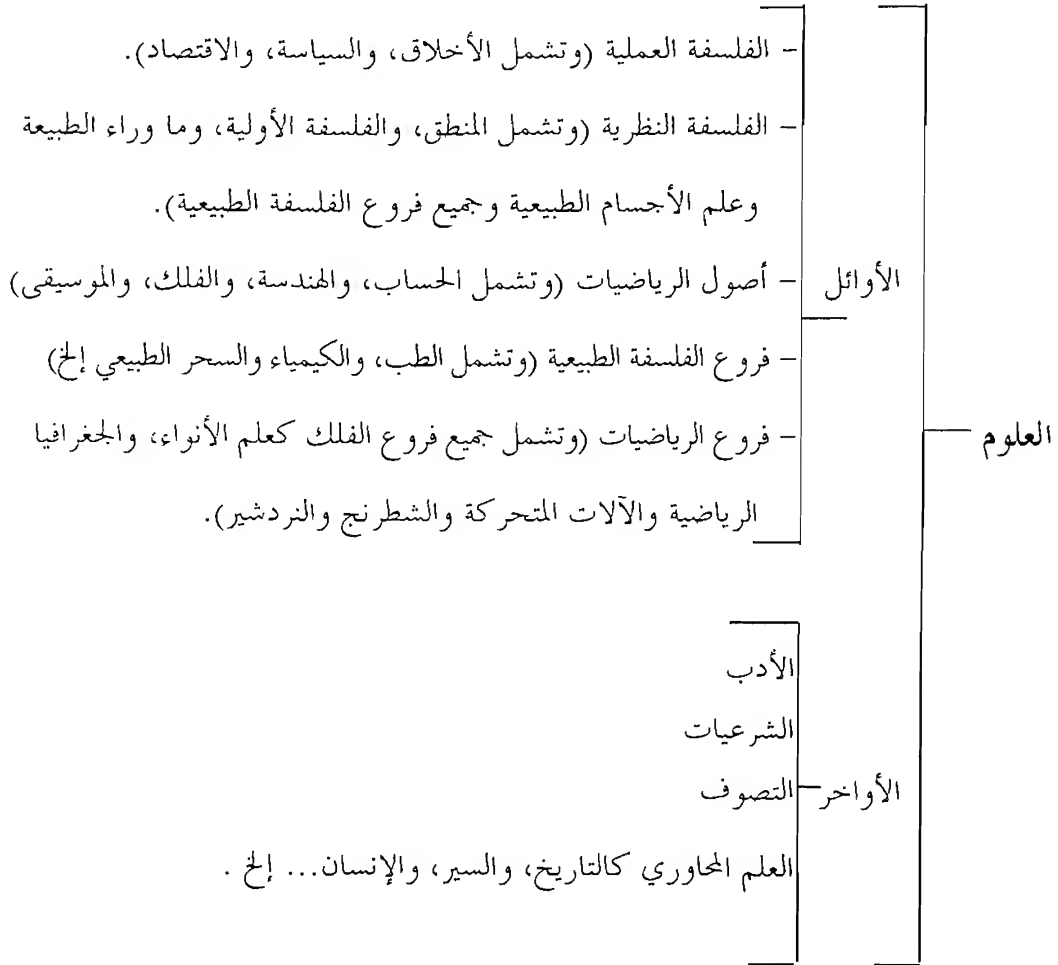 - الفلسفة العملية (وتشمل الأخلاق، والسياسة، والاقتصاد).
- الفلسفة النظرية (وتشمل المنطق، والفلسفة الأولية، وما وراء الطبيعة
وعلم الأجسام الطبيعية وجميع فروع الفلسفة الطبيعية).
الأوائل
- أصول الرياضيات (وتشمل الحساب، والهندسة، والفلك، والموسيقى)
- فروع الفلسفة الطبيعية (وتشمل الطب، والكيمياء والسحر الطبيعي إلخ)
العلوم
- فروع الرياضيات (وتشمل جميع فروع الفلك كعلم الأنواء، والجغرافيا
الرياضية والآلات المتحركة والشطرنج والنردشير).
الأدب
الشرعيات
الأواخر
التصوف
العلم المحاوري كالتاريخ، والسير، والإنسان... إلخ .